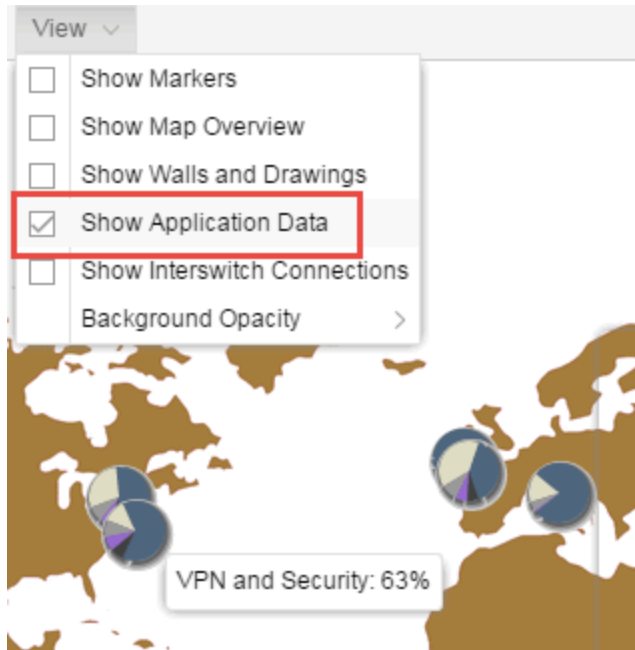 View
Show Markers
Show Map Overview
Show Walls and Drawings
Show Application Data
Show Interswitch Connections
Background Opacity
VPN and Security: 63%